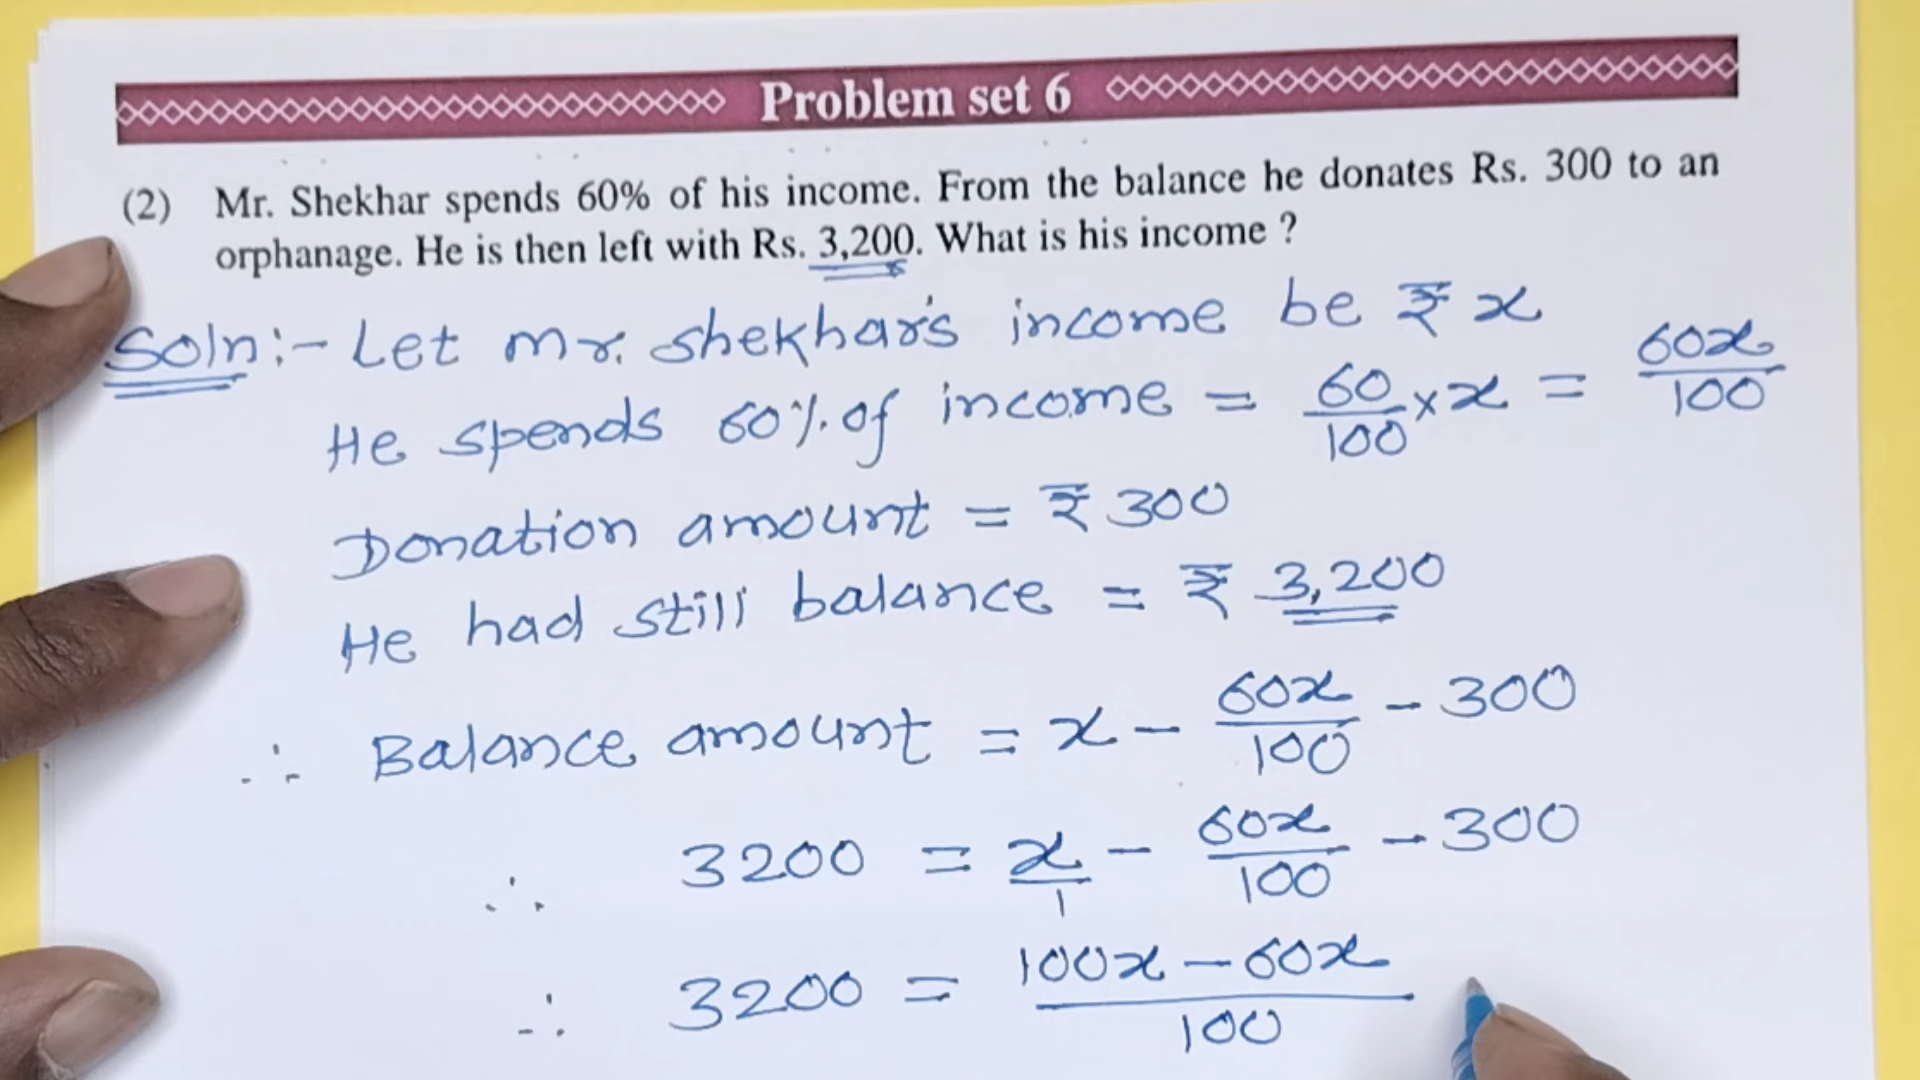 Problem set 6
(2) Mr. Shekhar spends 60% of his income. From the balance he donates Rs. 300 to an
orphanage. He is then left with Rs. 3,200. What is his income ?
Soln:- Let Mr. Shekhar's income be ₹ x
He spends 60% of income = 60/100 × x = 60x/100
Donation amount = ₹ 300
He had still balance = ₹ 3,200
∴ Balance amount = x - 60x/100 - 300
∴ 3200 = x/1 - 60x/100 - 300
∴ 3200 = 100x - 60x/100